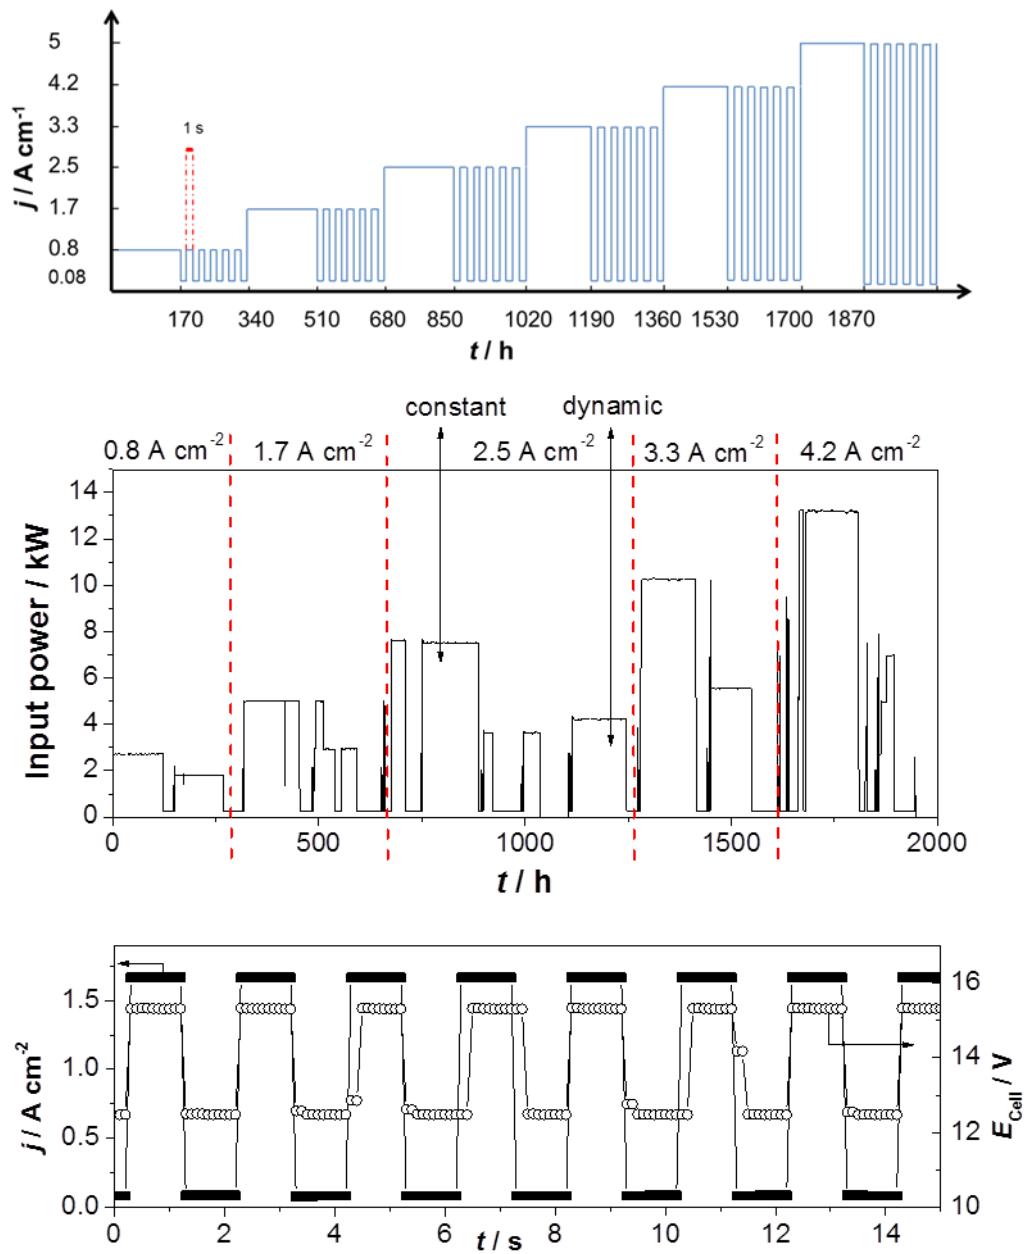 5
4.2
3.3
2.5
1.7
0.8
0.08
j / A cm-1
1 s
170 340 510 680 850 1020 1190 1360 1530 1700 1870
t / h
constant dynamic
0.8 A cm-2 1.7 A cm-2 2.5 A cm-2 3.3 A cm-2 4.2 A cm-2
14
12
10
8
6
4
2
0
Input power / kW
0 500 1000 1500 2000
t / h
1.5
1.0
0.5
0.0
j / A cm-2
16
14
12
10
ECell / V
0 2 4 6 8 10 12 14
t / s